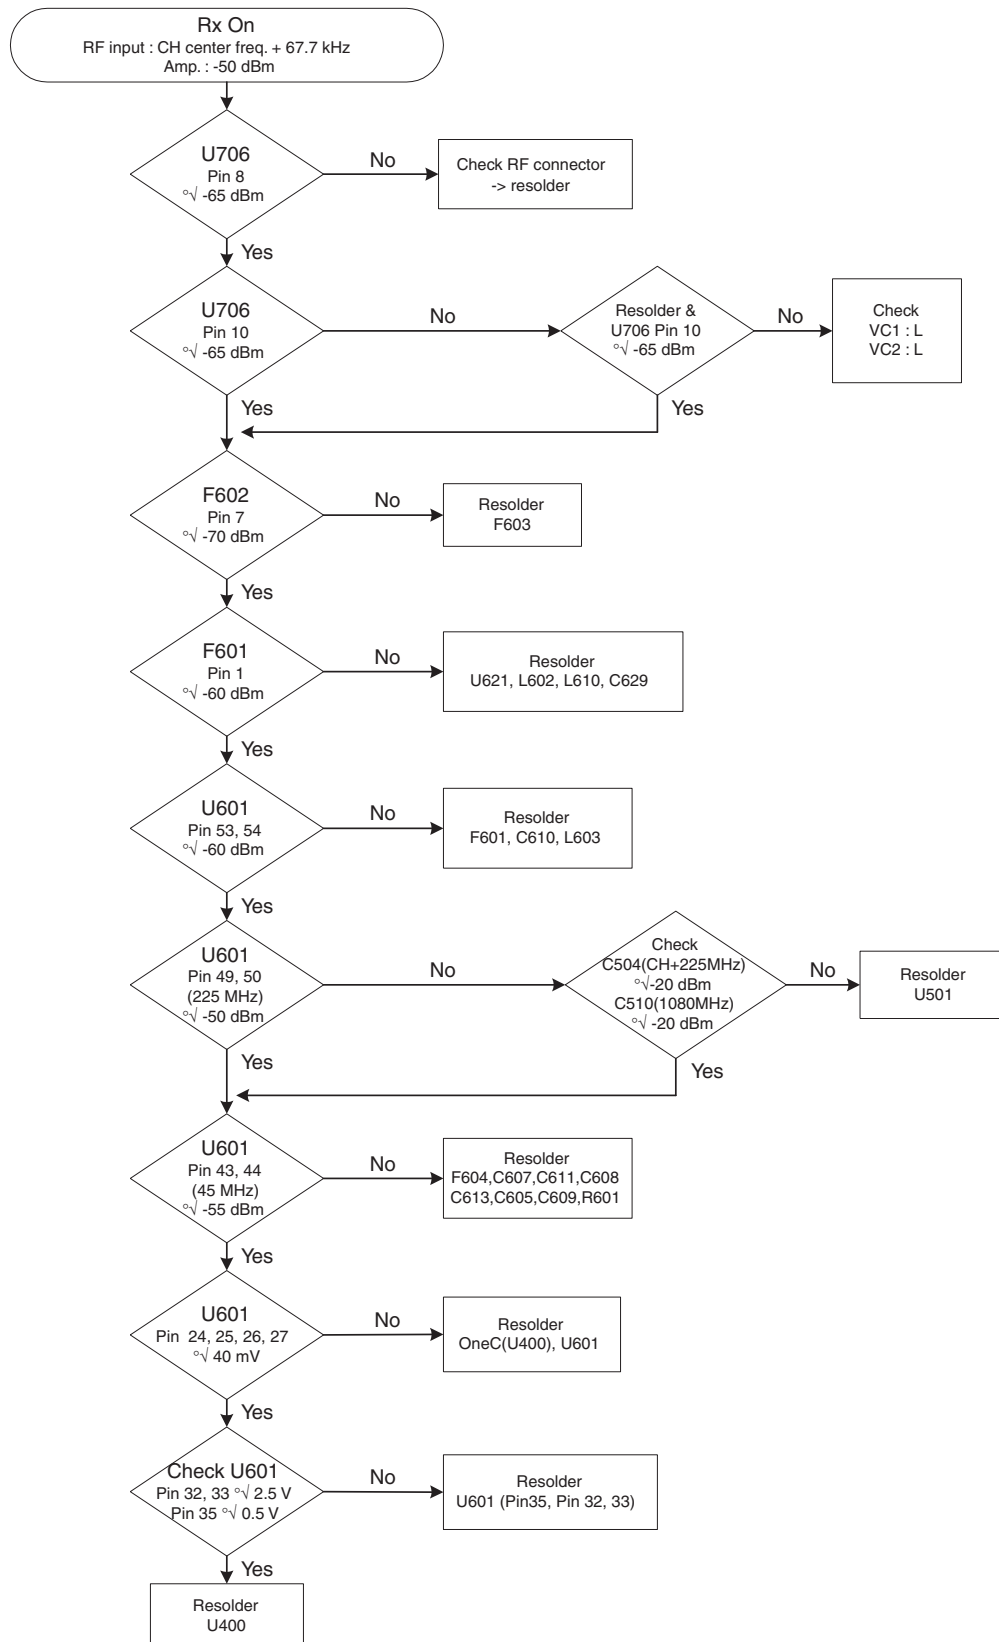 Rx On
RF input : CH center freq. + 67.7 kHz
Amp. : -50 dBm
U706
Pin 8
°√ -65 dBm
No
Check RF connector
-> resolder
Yes
U706
Pin 10
°√ -65 dBm
No
Resolder &
U706 Pin 10
°√ -65 dBm
No
Check
VC1 : L
VC2 : L
Yes
Yes
F602
Pin 7
°√ -70 dBm
No
Resolder
F603
Yes
F601
Pin 1
°√ -60 dBm
No
Resolder
U621, L602, L610, C629
Yes
U601
Pin 53, 54
°√ -60 dBm
No
Resolder
F601, C610, L603
Yes
U601
Pin 49, 50
(225 MHz)
°√ -50 dBm
No
Check
C504(CH+225MHz)
°√-20 dBm
C510(1080MHz)
°√ -20 dBm
No
Resolder
U501
Yes
Yes
U601
Pin 43, 44
(45 MHz)
°√ -55 dBm
No
Resolder
F604,C607,C611,C608
C613,C605,C609,R601
Yes
U601
Pin  24, 25, 26, 27
°√ 40 mV
No
Resolder
OneC(U400), U601
Yes
Check U601
Pin 32, 33 °√ 2.5 V
Pin 35 °√ 0.5 V
No
Resolder
U601 (Pin35, Pin 32, 33)
Yes
Resolder
U400